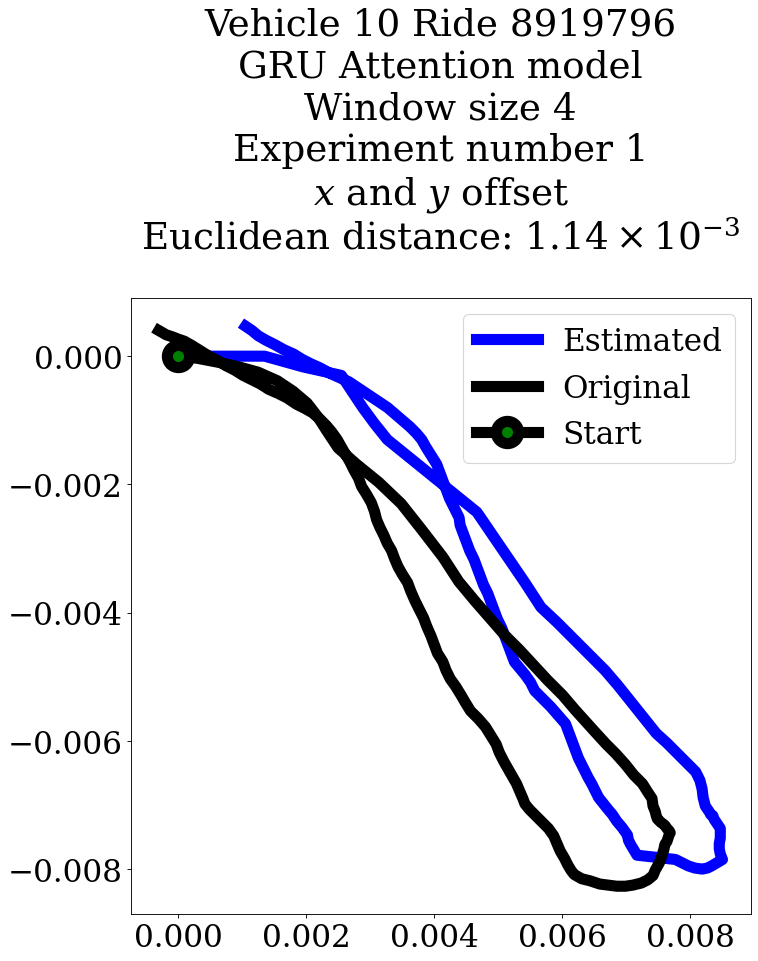 Vehicle 10 Ride 8919796
GRU Attention model
Window size 4
Experiment number 1
x and y offset
Euclidean distance: 1.14 × 10⁻³
Estimated
Original
Start
0.000
−0.002
−0.004
−0.006
−0.008
0.000 0.002 0.004 0.006 0.008